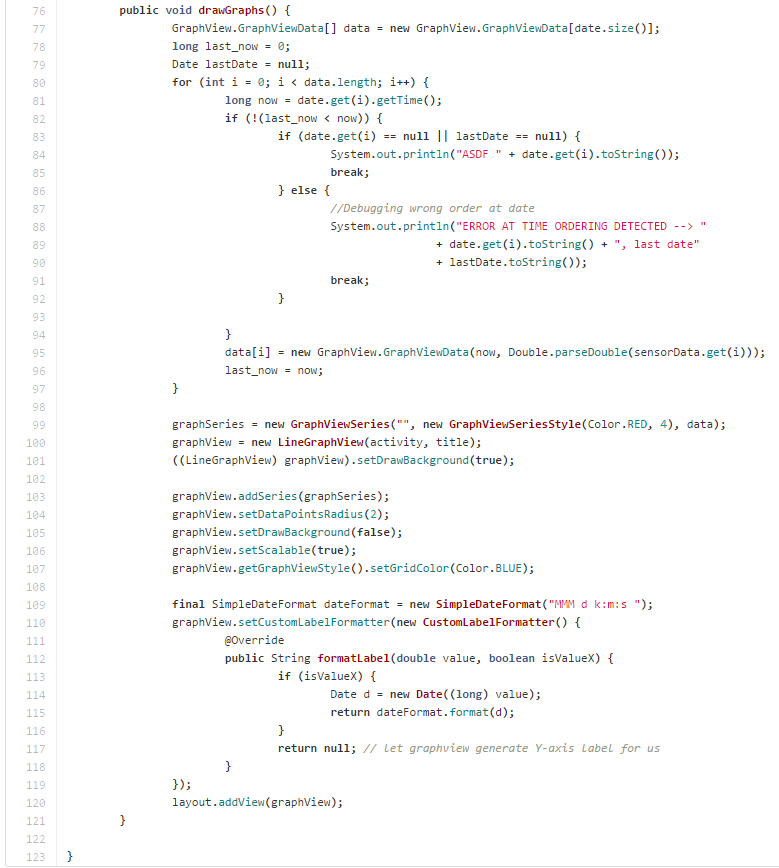 76 public void drawGraphs() {
77 GraphView.GraphViewData[] data = new GraphView.GraphViewData[date.size()];
78 long last_now = 0;
79 Date lastDate = null;
80 for (int i = 0; i < data.length; i++) {
81 long now = date.get(i).getTime();
82 if (!(last_now < now)) {
83 if (date.get(i) == null || lastDate == null) {
84 System.out.println("ASDF " + date.get(i).toString());
85 break;
86 } else {
87 //Debugging wrong order at date
88 System.out.println("ERROR AT TIME ORDERING DETECTED --> "
89 + date.get(i).toString() + ", last date"
90 + lastDate.toString());
91 break;
92 }
93
94 }
95 data[i] = new GraphView.GraphViewData(now, Double.parseDouble(sensorData.get(i)));
96 last_now = now;
97 }
98
99 graphSeries = new GraphViewSeries("", new GraphViewSeriesStyle(Color.RED, 4), data);
100 graphView = new LineGraphView(activity, title);
101 ((LineGraphView) graphView).setDrawBackground(true);
102
103 graphView.addSeries(graphSeries);
104 graphView.setDataPointsRadius(2);
105 graphView.setDrawBackground(false);
106 graphView.setScalable(true);
107 graphView.getGraphViewStyle().setGridColor(Color.BLUE);
108
109 final SimpleDateFormat dateFormat = new SimpleDateFormat("MMM d k:m:s ");
110 graphView.setCustomLabelFormatter(new CustomLabelFormatter() {
111 @Override
112 public String formatLabel(double value, boolean isValueX) {
113 if (isValueX) {
114 Date d = new Date((long) value);
115 return dateFormat.format(d);
116 }
117 return null; // let graphview generate Y-axis label for us
118 }
119 });
120 layout.addView(graphView);
121 }
122
123 }